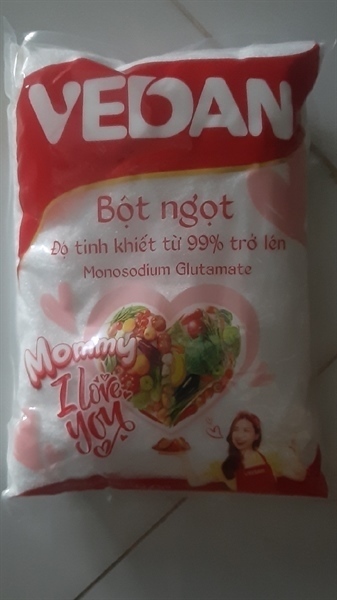 VEDAN
Bột ngọt
Độ tinh khiết từ 99% trở lên
Monosodium Glutamate
Mommy
I love
you